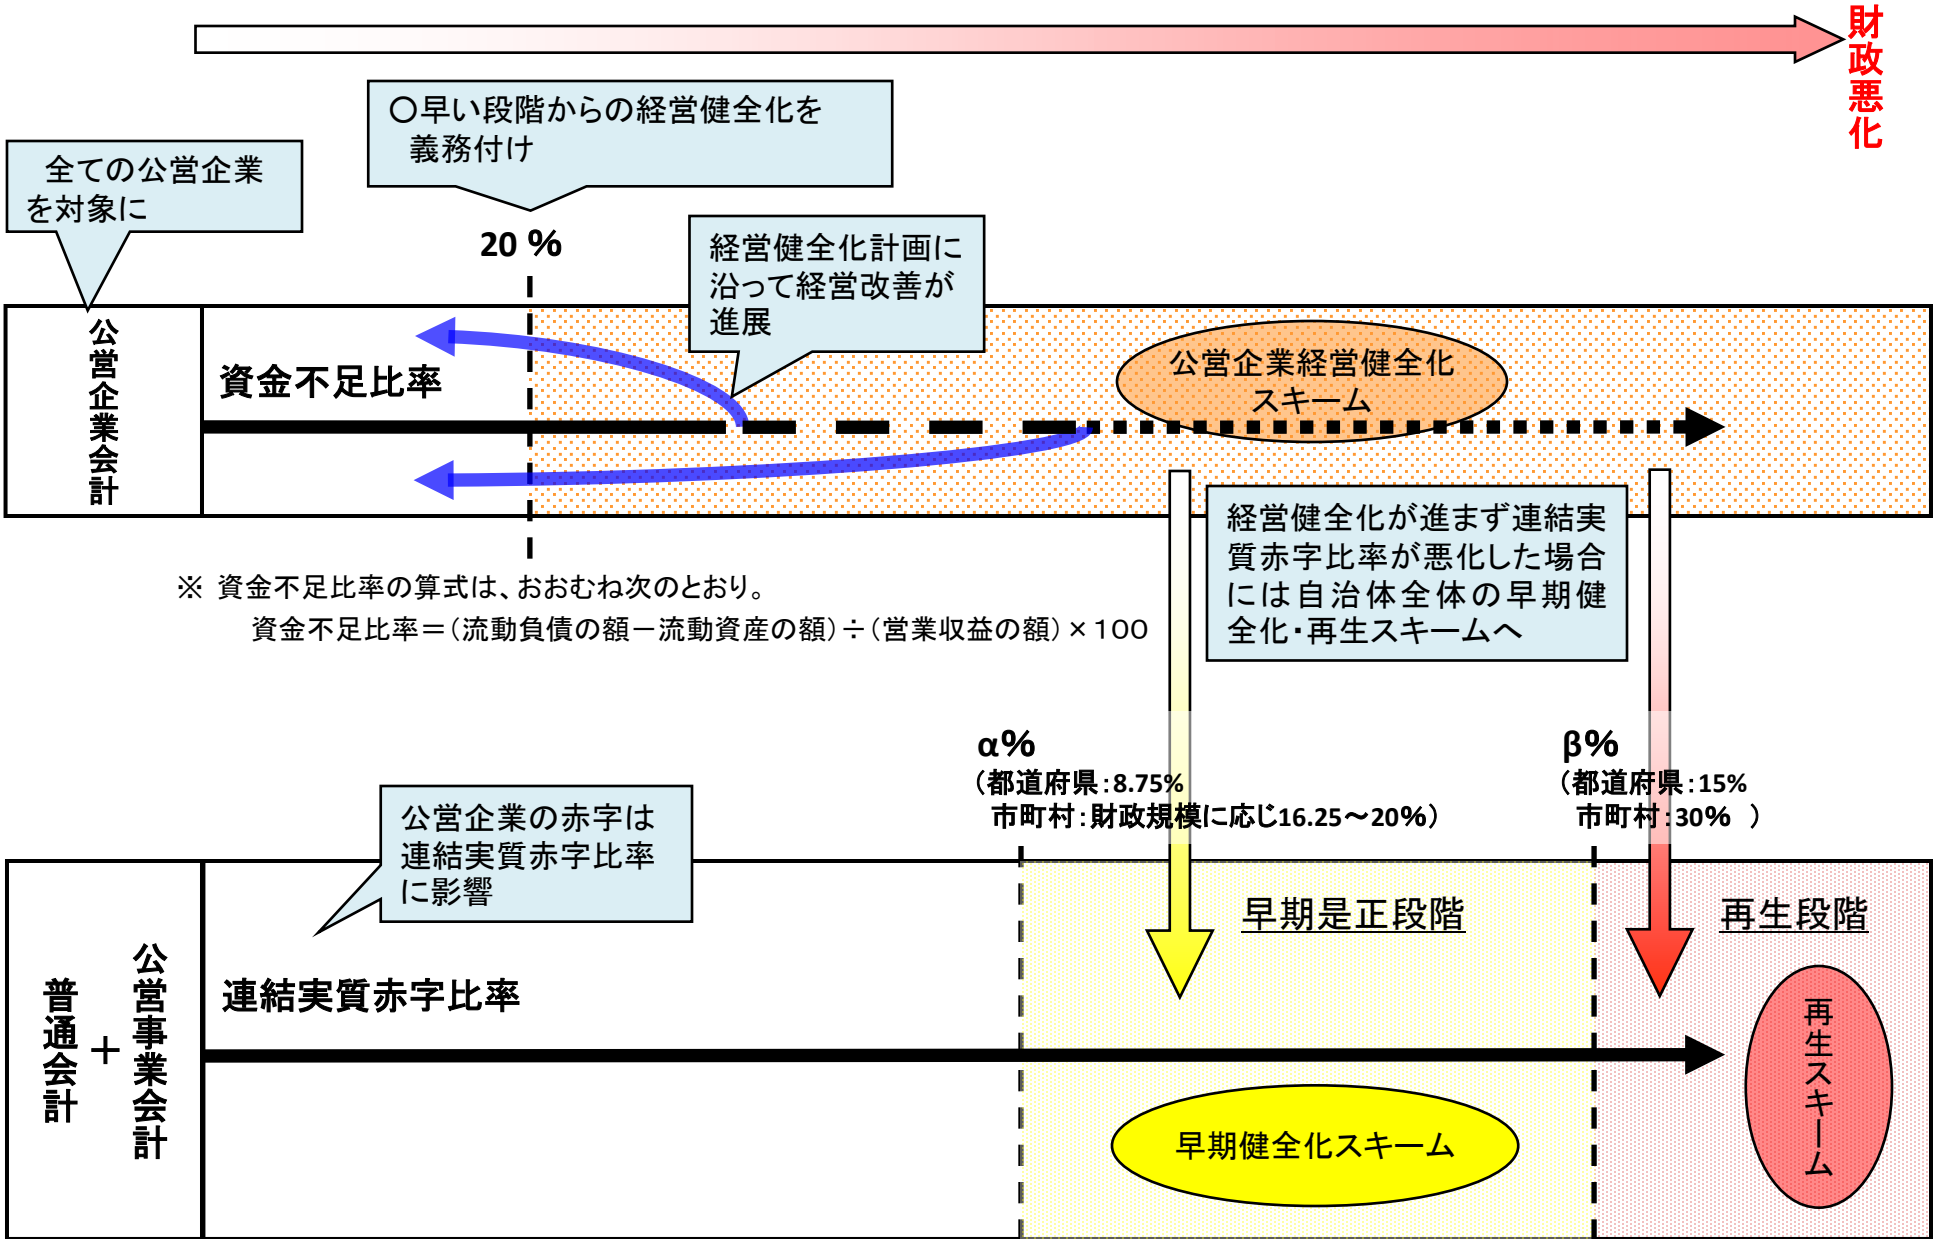 財政悪化
〇早い段階からの経営健全化を
義務付け
全ての公営企業
を対象に
20 %
経営健全化計画に
沿って経営改善が
進展
公営企業会計
資金不足比率
公営企業経営健全化
スキーム
経営健全化が進まず連結実
質赤字比率が悪化した場合
には自治体全体の早期健
全化・再生スキームへ
※ 資金不足比率の算式は、おおむね次のとおり。
資金不足比率＝（流動負債の額－流動資産の額）÷（営業収益の額）×１００
α%
（都道府県：8.75%
市町村：財政規模に応じ16.25～20%）
β%
（都道府県：15%
市町村：30% ）
公営企業の赤字は
連結実質赤字比率
に影響
早期是正段階
再生段階
普通会計
＋
公営事業会計
連結実質赤字比率
再生スキーム
早期健全化スキーム